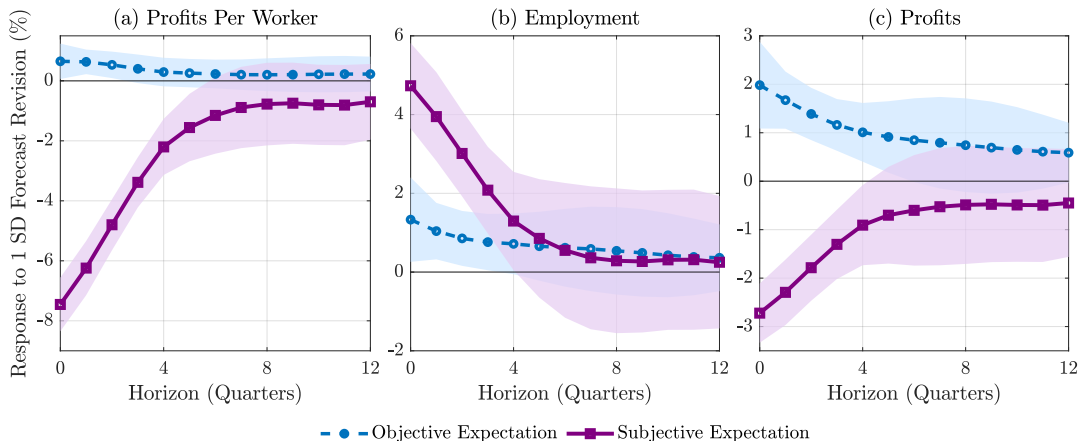 (a) Profits Per Worker
(b) Employment
(c) Profits
Response to 1 SD Forecast Revision (%)
0
-2
-4
-6
-8
0 4 8 12
Horizon (Quarters)
6
4
2
0
-2
0 4 8 12
Horizon (Quarters)
3
2
1
0
-1
-2
-3
0 4 8 12
Horizon (Quarters)
Objective Expectation Subjective Expectation